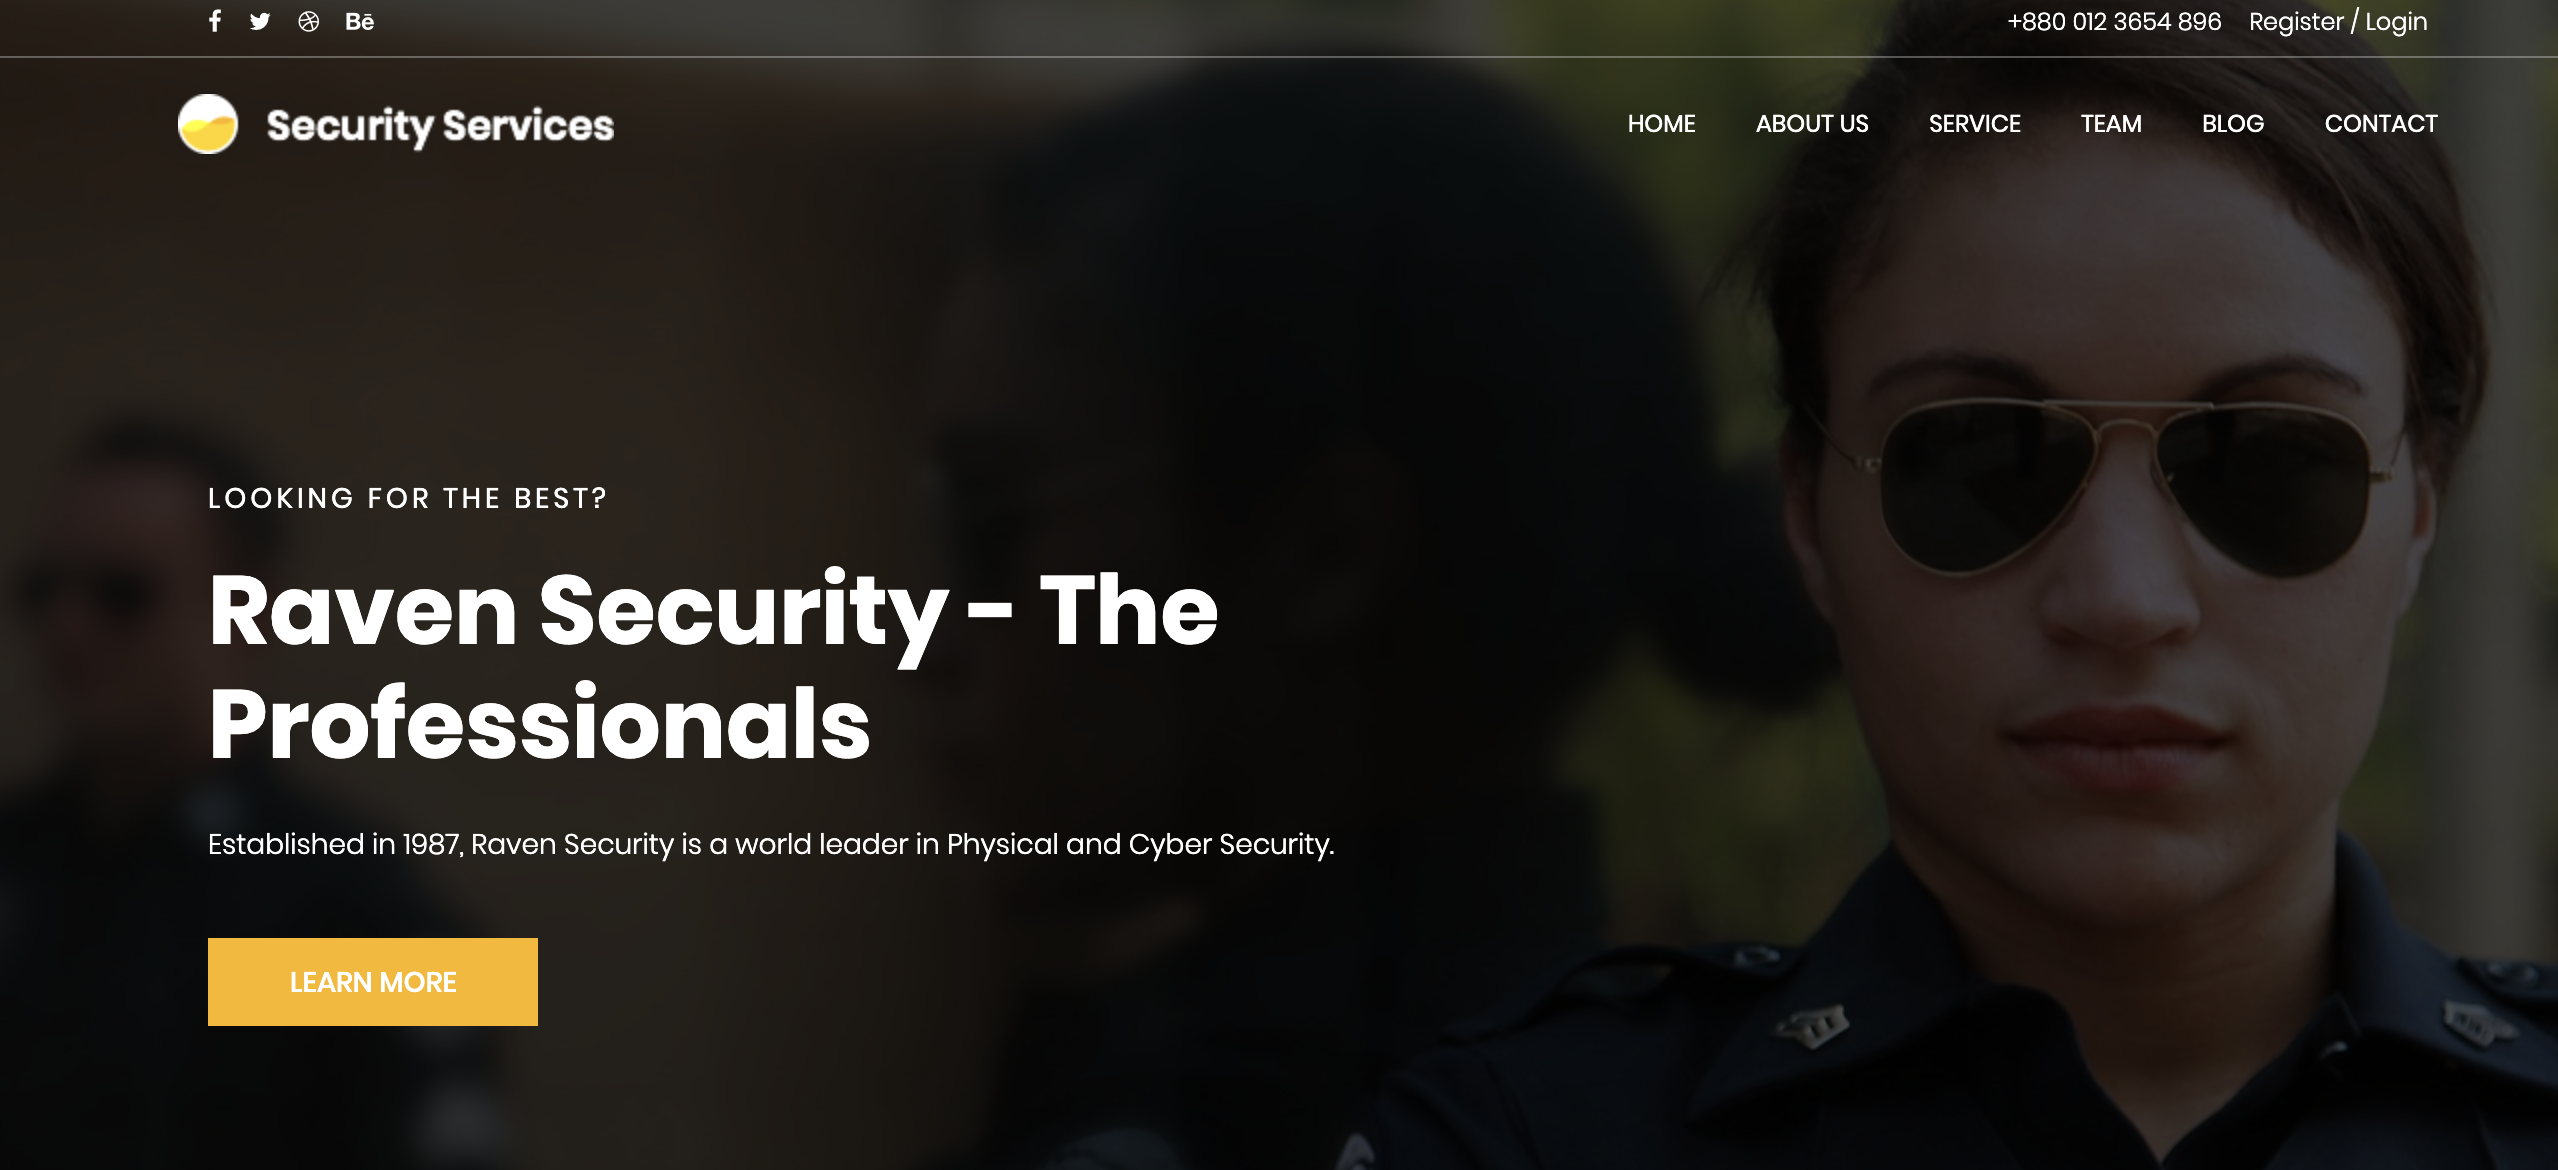 Bē
+880 012 3654 896 Register / Login
Security Services
HOME ABOUT US SERVICE TEAM BLOG CONTACT
LOOKING FOR THE BEST?
Raven Security - The
Professionals
Established in 1987, Raven Security is a world leader in Physical and Cyber Security.
LEARN MORE